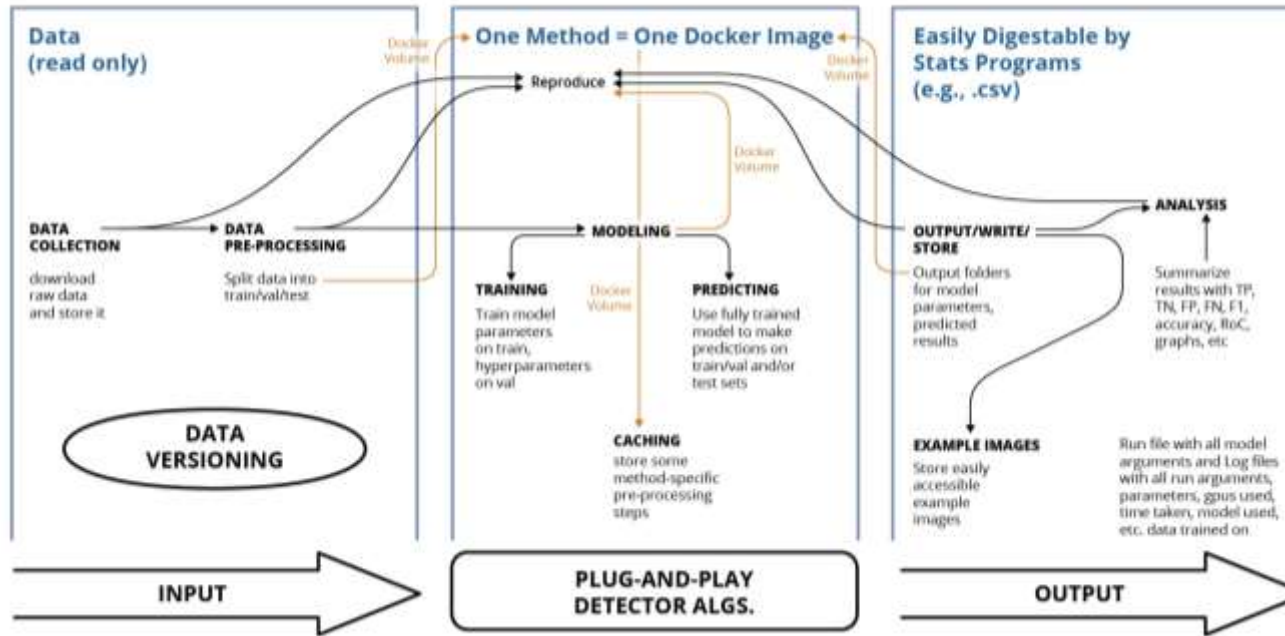 Data
(read only)
Docker
Volume
One Method = One Docker Image
Docker
Volume
Easily Digestable by
Stats Programs
(e.g., .csv)
Reproduce
Docker
Volume
DATA
COLLECTION
download
raw data
and store it
DATA
PRE-PROCESSING
Split data into
train/val/test
MODELING
TRAINING
Train model
parameters
on train,
hyperparameters
on val
Docker
Volume
PREDICTING
Use fully trained
model to make
predictions on
train/val and/or
test sets
CACHING
store some
method-specific
pre-processing
steps
OUTPUT/WRITE/
STORE
Output folders
for model
parameters,
predicted
results
ANALYSIS
Summarize
results with TP,
TN, FP, FN, F1,
accuracy, RoC,
graphs, etc
EXAMPLE IMAGES
Store easily
accessible
example
images
Run file with all model
arguments and Log files
with all run arguments,
parameters, gpus used,
time taken, model used,
etc. data trained on
DATA
VERSIONING
INPUT
PLUG-AND-PLAY
DETECTOR ALGS.
OUTPUT